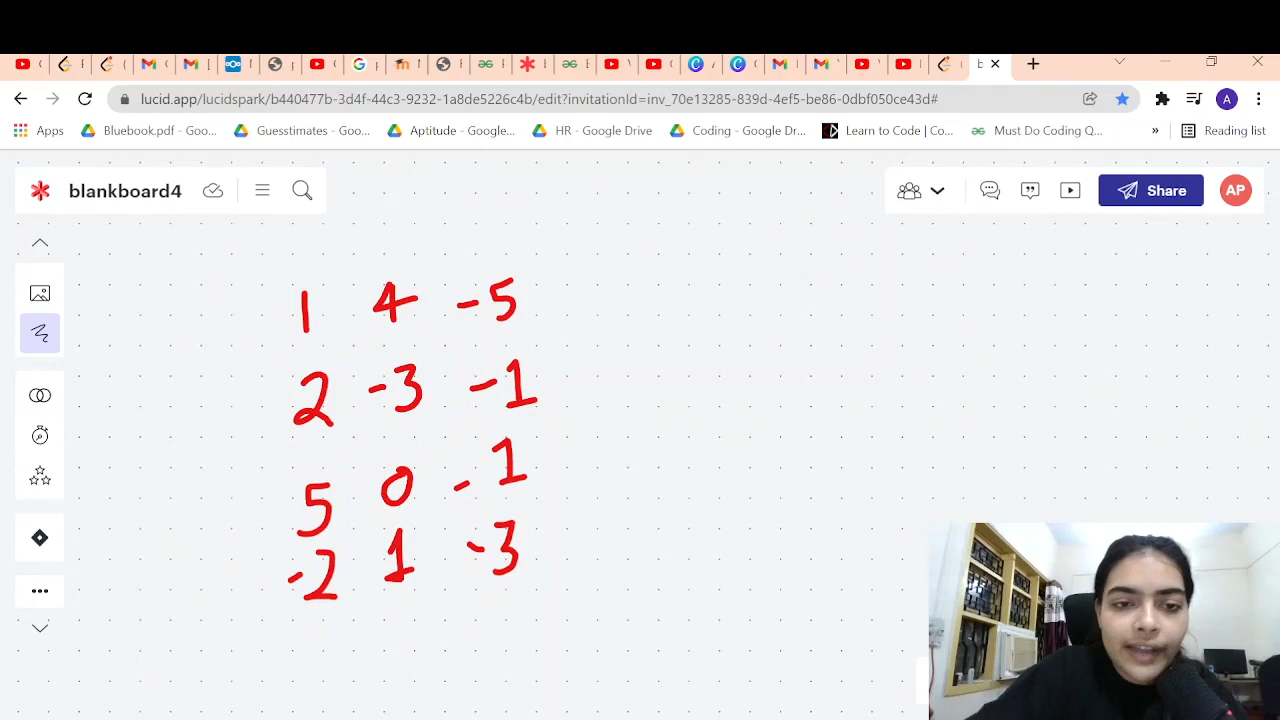 lucid.app/lucidspark/b440477b-3d4f-44c3-9232-1a8de5226c4b/edit?invitationId=inv_70e13285-839d-4ef5-be86-0dbf050ce43d#
A
Apps Bluebook.pdf - Goo... Guesstimates - Goo... Aptitude - Google... HR - Google Drive Coding - Google Dr... Learn to Code | Co... Must Do Coding Q... » Reading list
blankboard4 Share AP
1 4 -5
2 -3 -1
5 0 -1
-2 1 -3